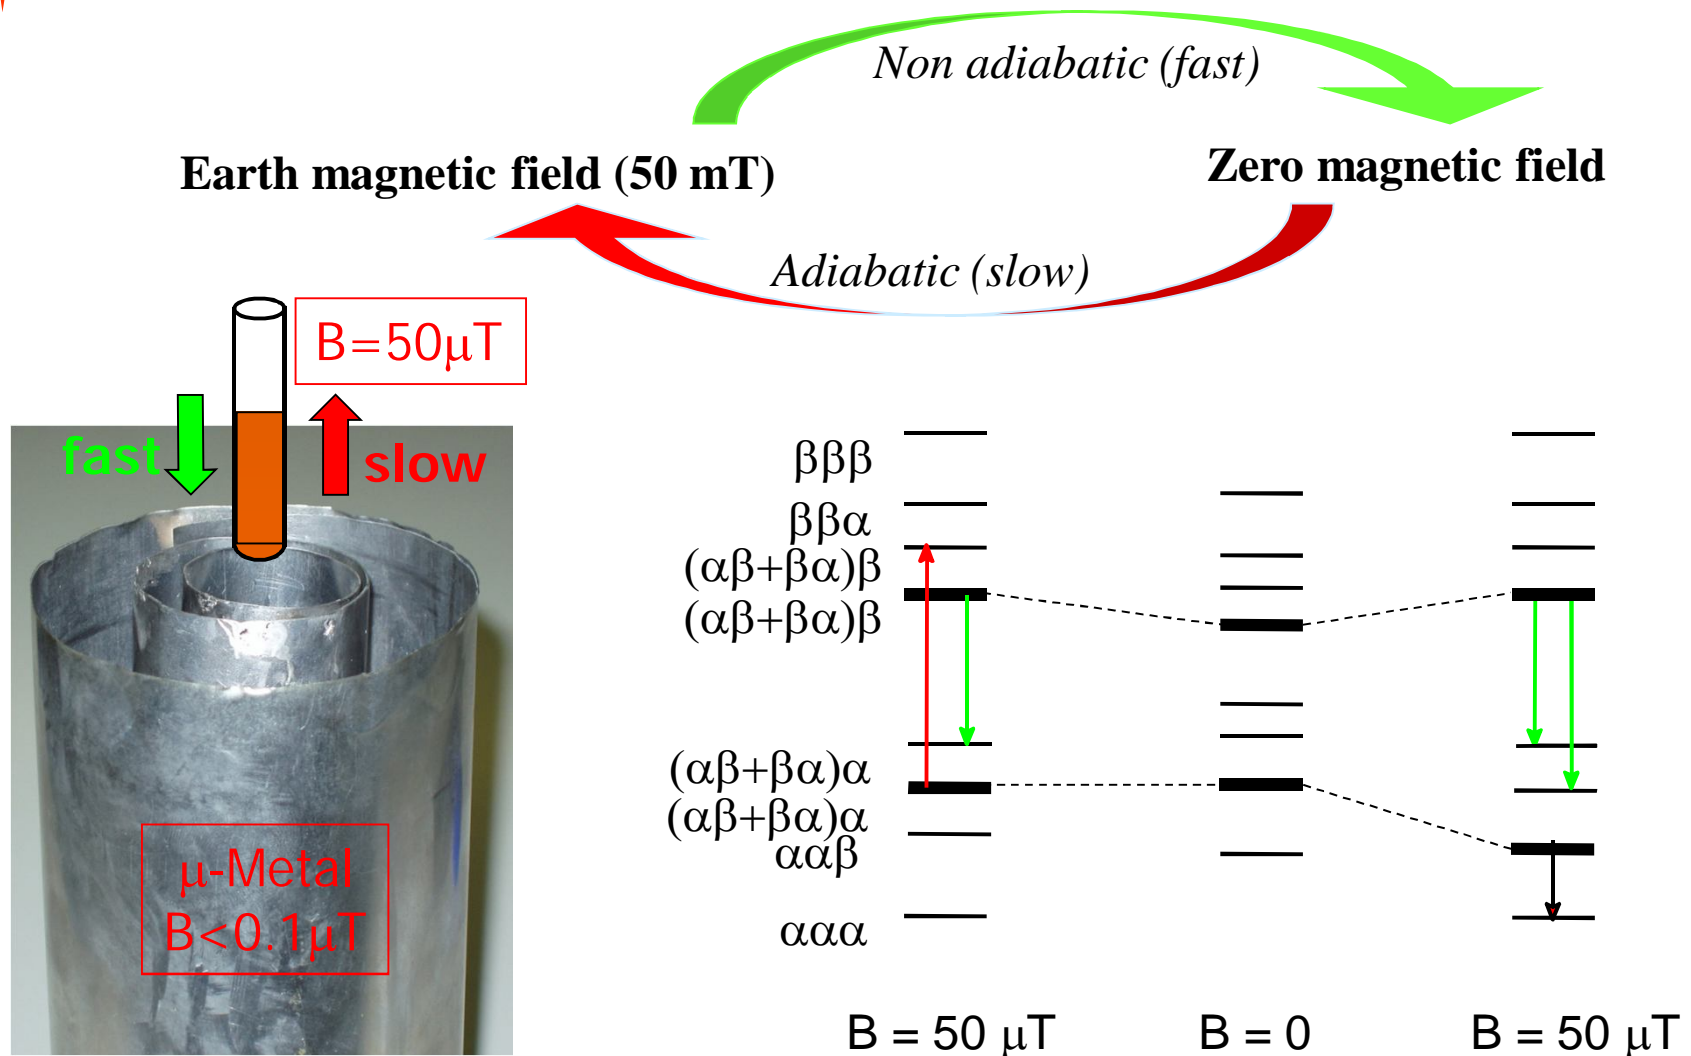 Non adiabatic (fast)
Earth magnetic field (50 mT)
Zero magnetic field
Adiabatic (slow)
B=50μT
fast
slow
μ-Metal
B<0.1μT
βββ
ββα
(αβ+βα)β
(αβ+βα)β
(αβ+βα)α
(αβ+βα)α
ααβ
ααα
B = 50 μT
B = 0
B = 50 μT